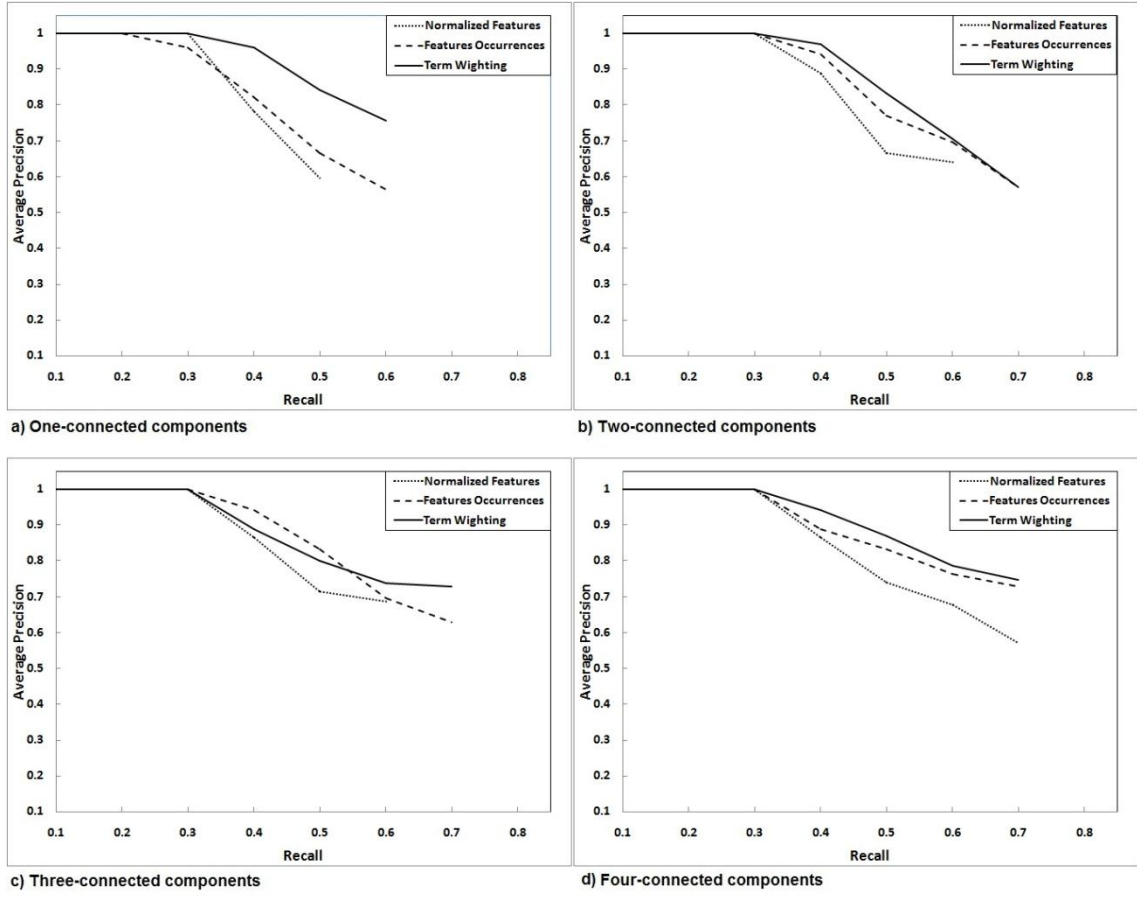 Normalized Features
Features Occurrences
Term Wighting
Average Precision
1
0.9
0.8
0.7
0.6
0.5
0.4
0.3
0.2
0.1
0.1 0.2 0.3 0.4 0.5 0.6 0.7 0.8
Recall
a) One-connected components
Normalized Features
Features Occurrences
Term Wighting
Average Precision
1
0.9
0.8
0.7
0.6
0.5
0.4
0.3
0.2
0.1
0.1 0.2 0.3 0.4 0.5 0.6 0.7 0.8
Recall
b) Two-connected components
Normalized Features
Features Occurrences
Term Wighting
Average Precision
1
0.9
0.8
0.7
0.6
0.5
0.4
0.3
0.2
0.1
0.1 0.2 0.3 0.4 0.5 0.6 0.7 0.8
Recall
c) Three-connected components
Normalized Features
Features Occurrences
Term Wighting
Average Precision
1
0.9
0.8
0.7
0.6
0.5
0.4
0.3
0.2
0.1
0.1 0.2 0.3 0.4 0.5 0.6 0.7 0.8
Recall
d) Four-connected components